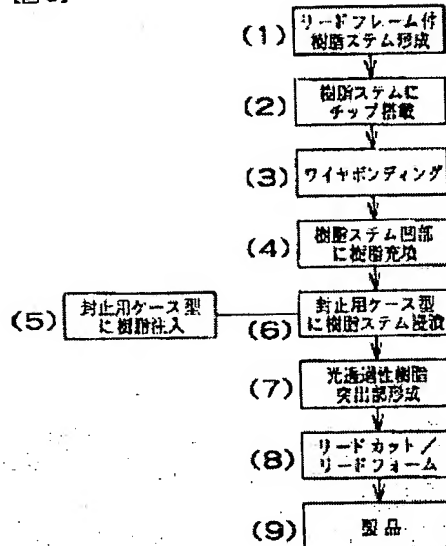 (1) リードフレーム付
樹脂ステム形成
(2) 樹脂ステムに
チップ搭載
(3) ワイヤボンディング
(4) 樹脂ステム凹部
に樹脂充填
(5) 封止用ケース型
に樹脂注入
(6) 封止用ケース型
に樹脂ステム浸漬
(7) 光透過性樹脂
突出部形成
(8) リードカット/
リードフォーム
(9) 製品